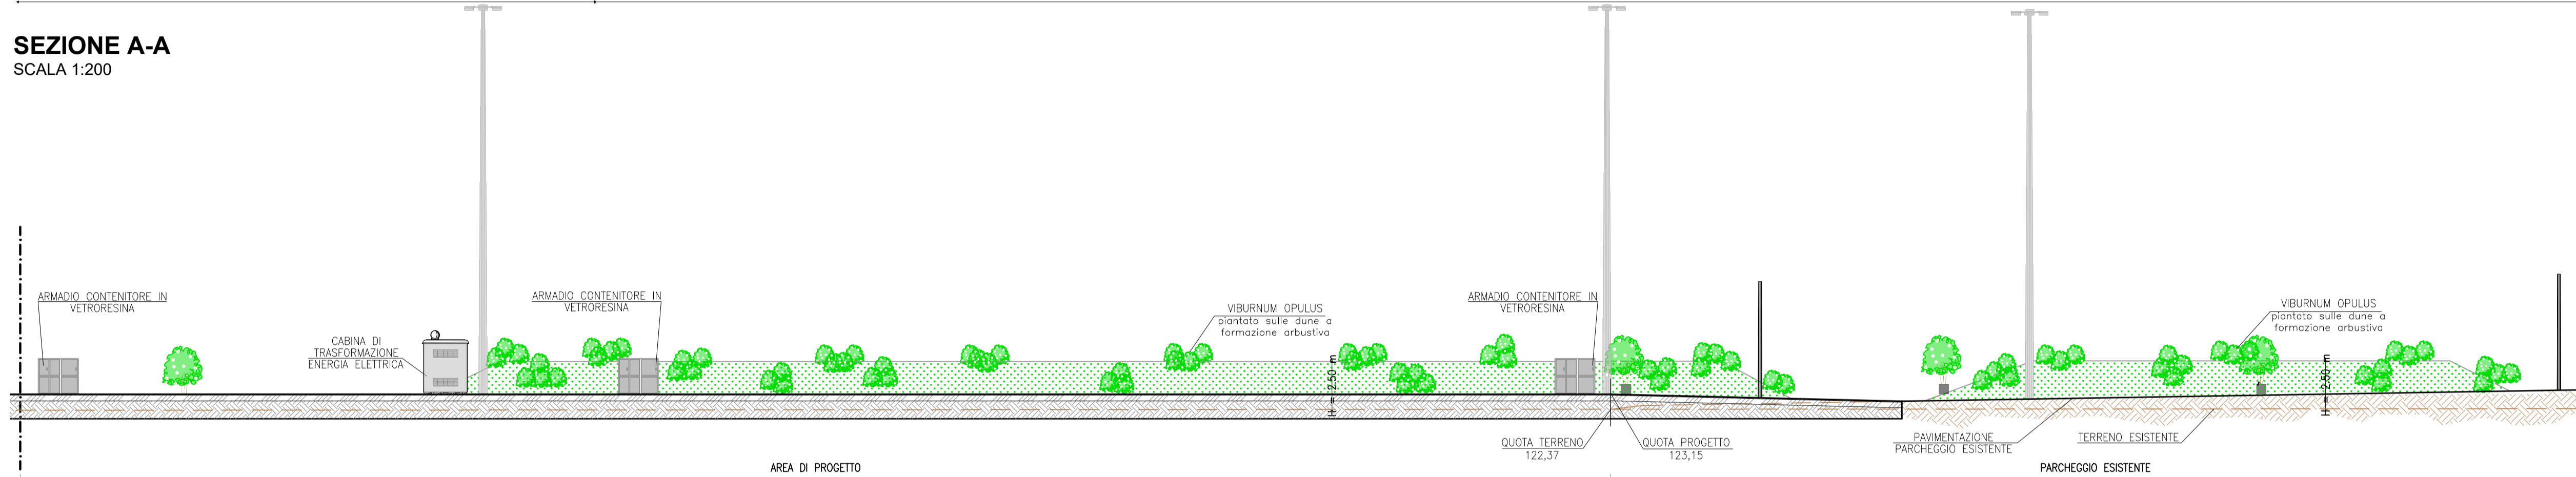 SEZIONE A-A
SCALA 1:200
ARMADIO CONTENITORE IN
VETRORESINA
CABINA DI
TRASFORMAZIONE
ENERGIA ELETTRICA
ARMADIO CONTENITORE IN
VETRORESINA
VIBURNUM OPULUS
piantato sulle dune a
formazione arbustiva
H = 2.50 m
ARMADIO CONTENITORE IN
VETRORESINA
QUOTA TERRENO
122,37
QUOTA PROGETTO
123,15
PAVIMENTAZIONE
PARCHEGGIO ESISTENTE
TERRENO ESISTENTE
VIBURNUM OPULUS
piantato sulle dune a
formazione arbustiva
H = 2.50 m
AREA DI PROGETTO
PARCHEGGIO ESISTENTE